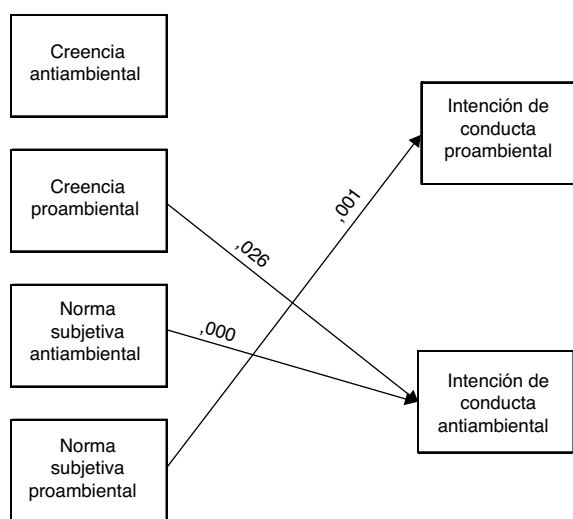 Creencia
antiambiental
Creencia
proambiental
Norma
subjetiva
antiambiental
Norma
subjetiva
proambiental
,026
,000
,001
Intención de
conducta
proambiental
Intención de
conducta
antiambiental